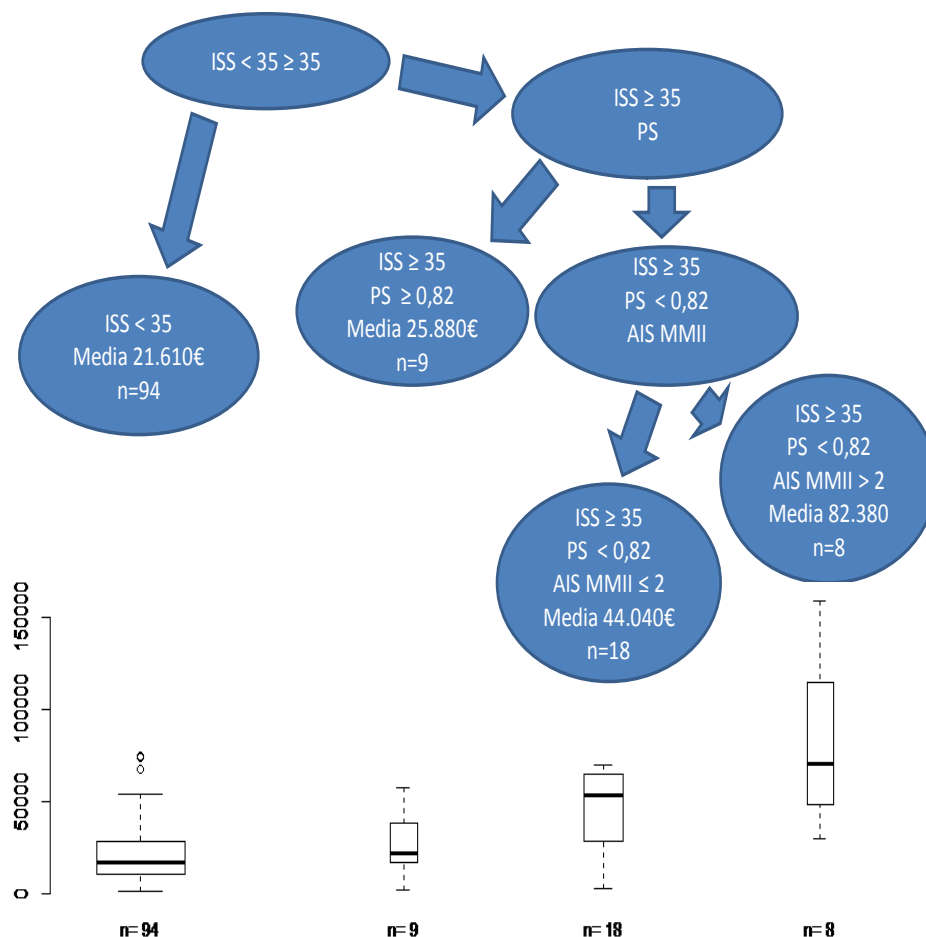 ISS < 35 ≥ 35
ISS ≥ 35
PS
ISS < 35
Media 21.610€
n=94
ISS ≥ 35
PS ≥ 0,82
Media 25.880€
n=9
ISS ≥ 35
PS < 0,82
AIS MMII
ISS ≥ 35
PS < 0,82
AIS MMII ≤ 2
Media 44.040€
n=18
ISS ≥ 35
PS < 0,82
AIS MMII > 2
Media 82.380
n=8
150000
100000
50000
0
n= 94
n= 9
n= 18
n= 8